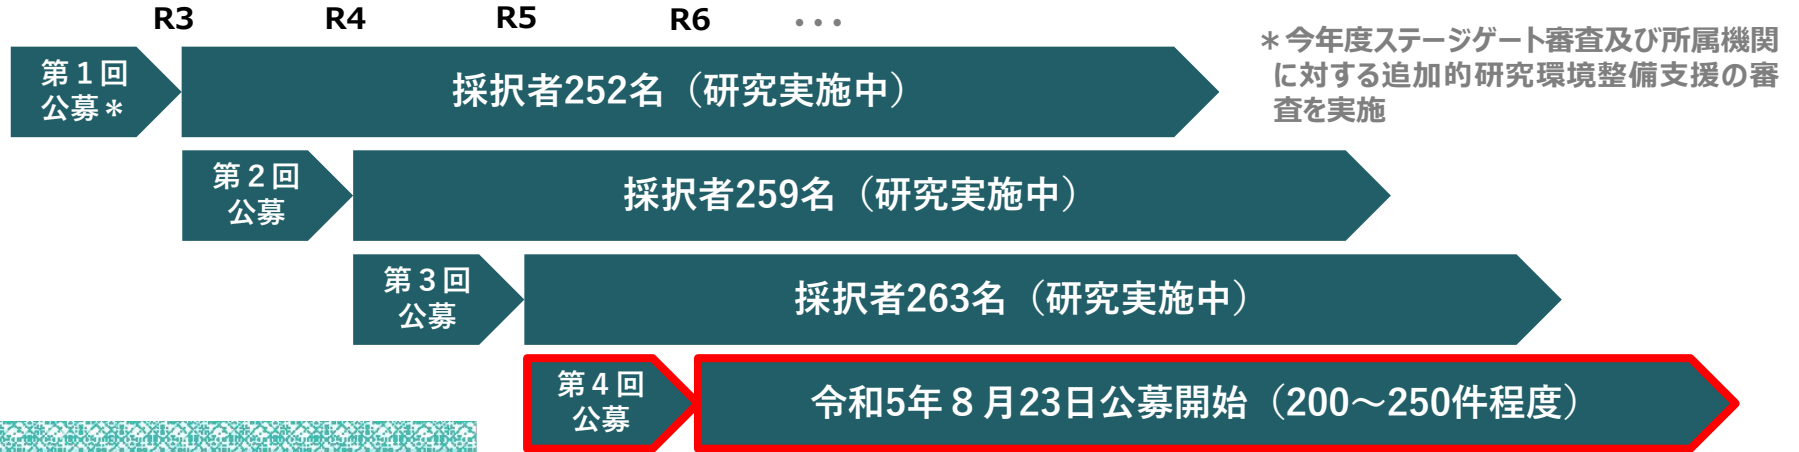 R3 R4 R5 R6 ・・・
＊今年度ステージゲート審査及び所属機関
に対する追加的研究環境整備支援の審
査を実施
第１回
公募＊
採択者252名（研究実施中）
第２回
公募
採択者259名（研究実施中）
第３回
公募
採択者263名（研究実施中）
第４回
公募
令和5年８月23日公募開始（200～250件程度）